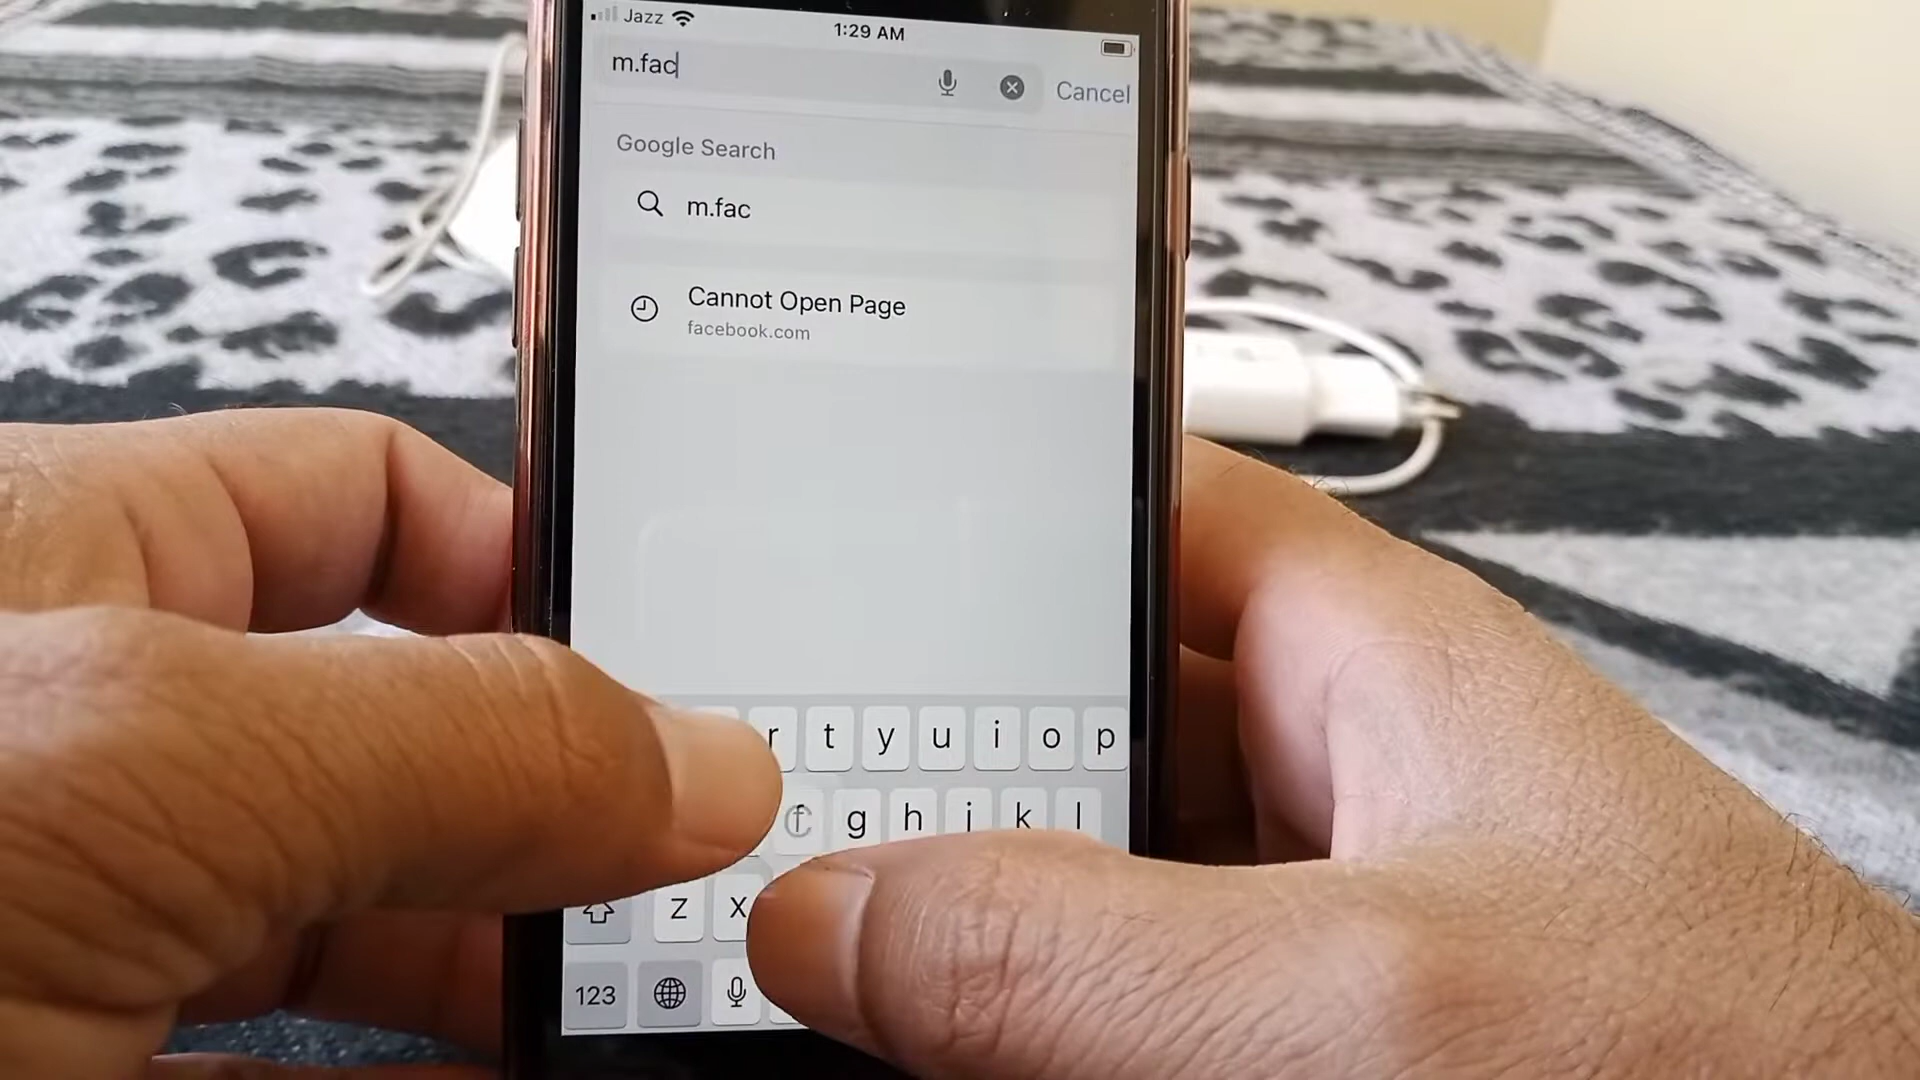 Jazz 1:29 AM
m.fac Cancel
Google Search
m.fac
Cannot Open Page
facebook.com
r t y u i o p
f g h j k l
z x
123